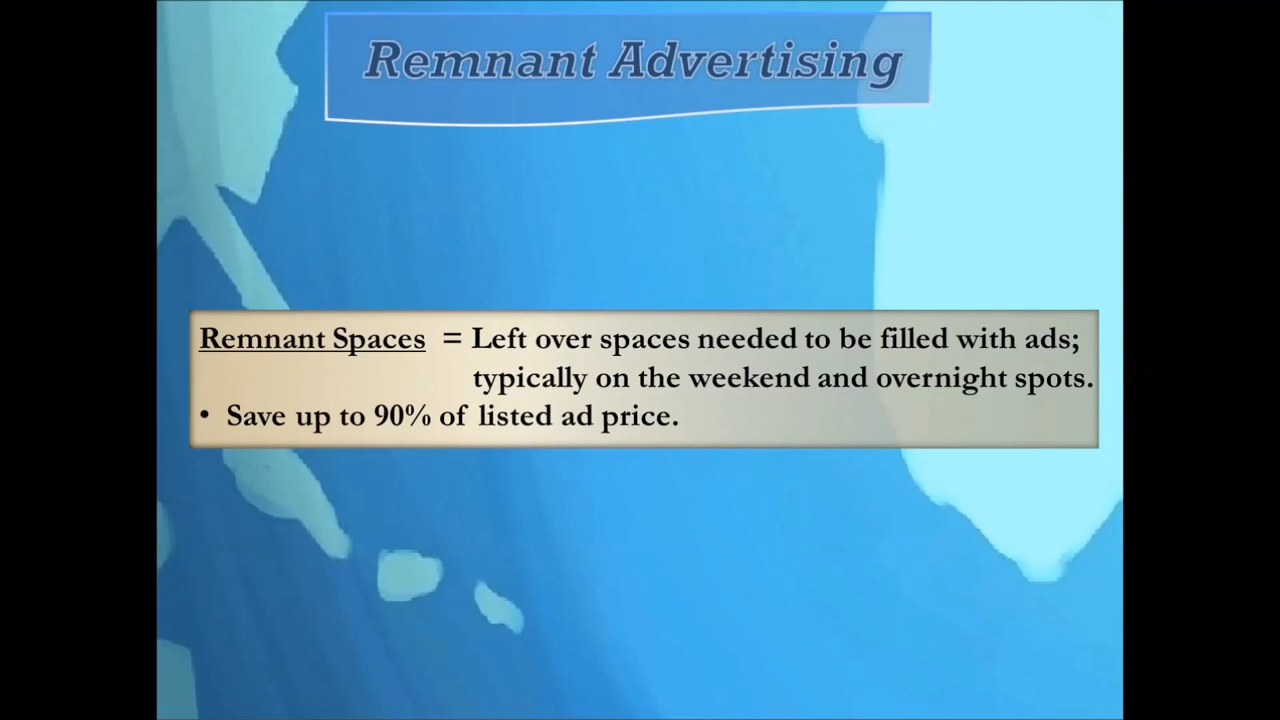 Remnant Advertising
Remnant Spaces = Left over spaces needed to be filled with ads;
typically on the weekend and overnight spots.
• Save up to 90% of listed ad price.